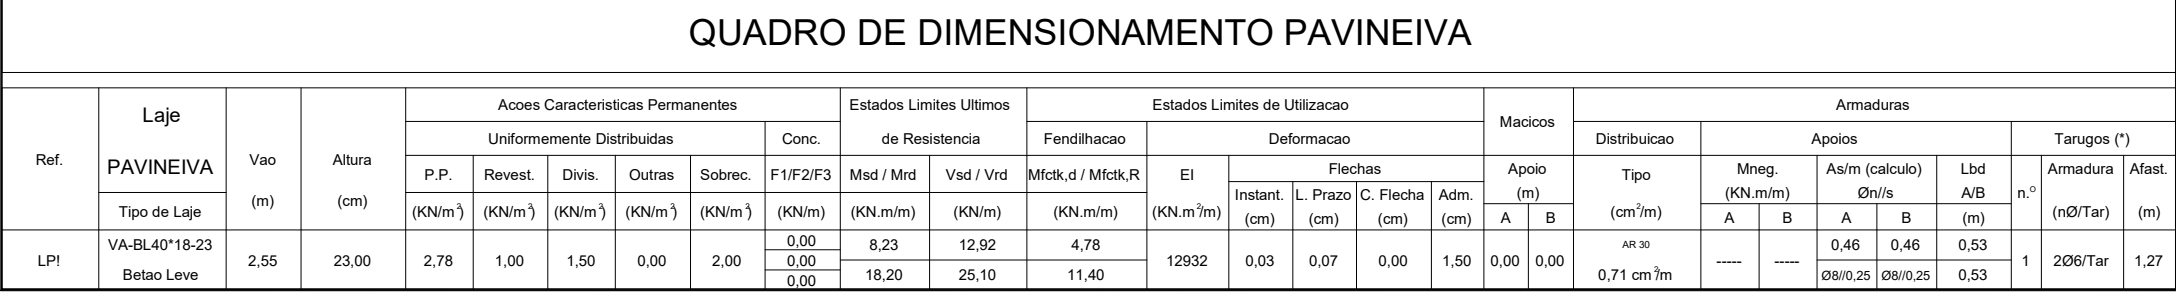 QUADRO DE DIMENSIONAMENTO PAVINEIVA
Ref. Laje PAVINEIVA Vao (m) Altura (cm) Acoes Caracteristicas Permanentes Estados Limites Ultimos Estados Limites de Utilizacao Macicos Armaduras
Uniformemente Distribuidas Conc. de Resistencia Fendilhacao Deformacao Distribuicao Apoios Tarugos (*)
P.P. Revest. Divis. Outras Sobrec. F1/F2/F3 Msd / Mrd Vsd / Vrd Mfctk,d / Mfctk,R EI Flechas Apoio (m) Tipo Mneg. (KN.m/m) As/m (calculo) Øn//s Lbd A/B n.º Armadura Afast.
Tipo de Laje (KN/m²) (KN/m²) (KN/m²) (KN/m²) (KN/m²) (KN/m) (KN.m/m) (KN/m) (KN.m/m) (KN.m²/m) Instant. (cm) L. Prazo (cm) C. Flecha (cm) Adm. (cm) A B (cm²/m) A B A B (m) (nØ/Tar) (m)
LP! VA-BL40*18-23 2,55 23,00 2,78 1,00 1,50 0,00 2,00 0,00 8,23 12,92 4,78 12932 0,03 0,07 0,00 1,50 0,00 0,00 AR 30 ----- ----- 0,46 0,46 0,53 1 2Ø6/Tar 1,27
0,00
Betao Leve 0,00 18,20 25,10 11,40 0,71 cm²/m Ø8//0,25 Ø8//0,25 0,53